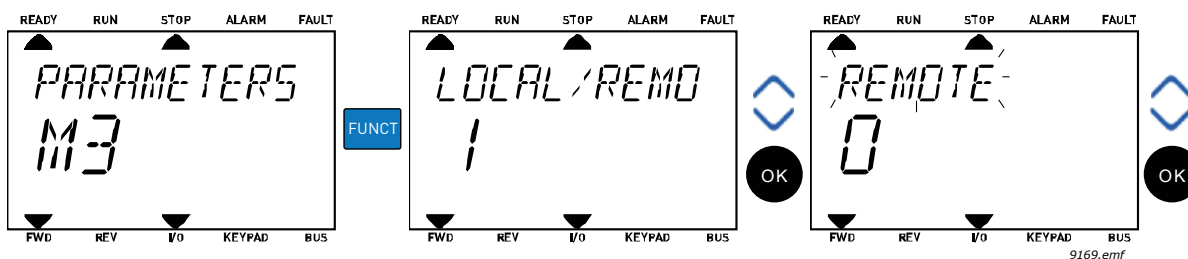 READY RUN STOP ALARM FAULT
PARAMETERS
M3
FWD REV I/O KEYPAD BUS
FUNCT
READY RUN STOP ALARM FAULT
LOCAL/REMO
1
FWD REV I/O KEYPAD BUS
OK
READY RUN STOP ALARM FAULT
REMOTE
0
FWD REV I/O KEYPAD BUS
OK
9169.emf